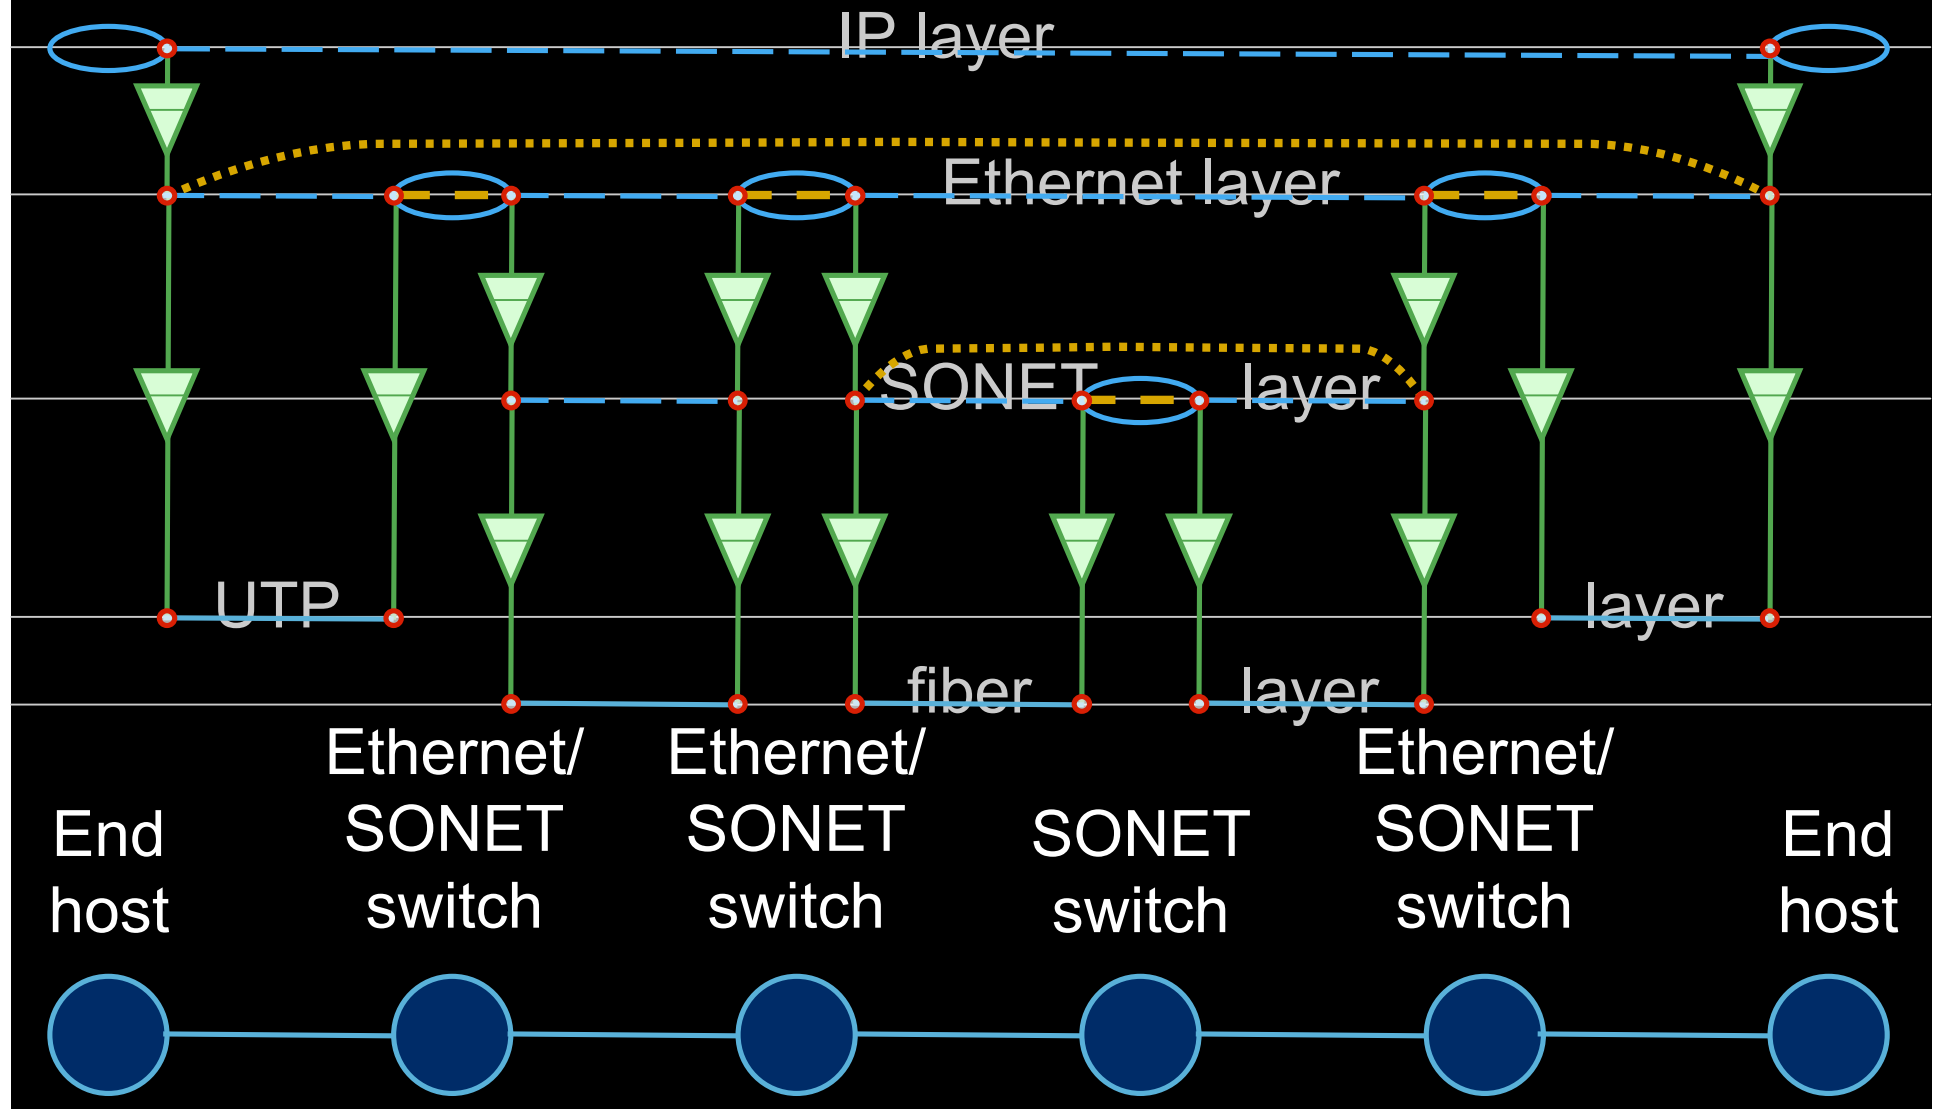 IP layer
Ethernet layer
SONET layer
UTP layer
fiber layer
End
host
Ethernet/
SONET
switch
Ethernet/
SONET
switch
SONET
switch
Ethernet/
SONET
switch
End
host